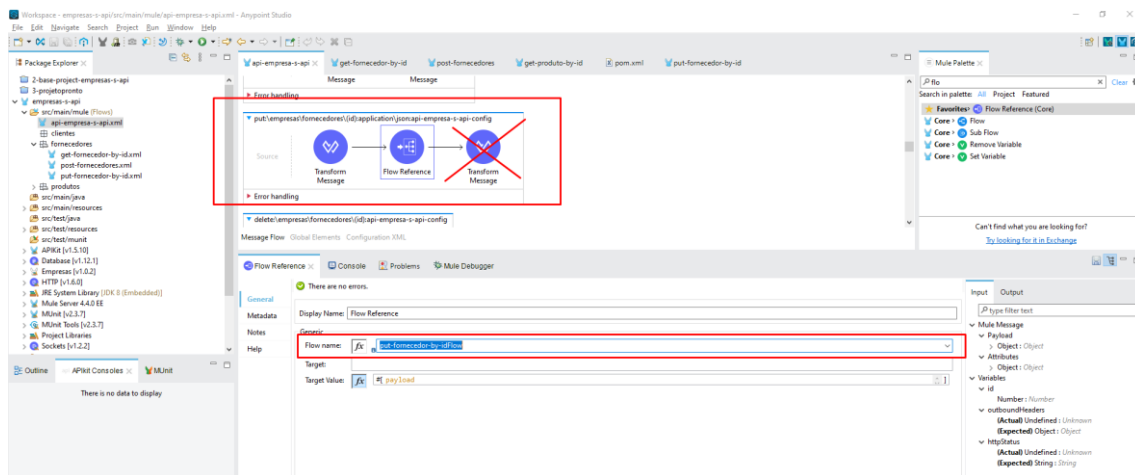 Workspace - empresas-s-api/src/main/mule/api-empresa-s-api.xml - Anypoint Studio
File Edit Navigate Search Project Run Window Help
Package Explorer
2-base-project-empresas-s-api
3-projetopronto
empresas-s-api
src/main/mule (Flows)
api-empresa-s-api.xml
clientes
fornecedores
get-fornecedor-by-id.xml
post-fornecedores.xml
put-fornecedor-by-id.xml
produtos
src/main/java
src/main/resources
src/test/java
src/test/resources
src/test/munit
APIKit [v1.5.10]
Database [v1.12.1]
Empresas [v1.0.2]
HTTP [v1.6.0]
JRE System Library [JDK 8 (Embedded)]
Mule Server 4.4.0 EE
MUnit [v2.3.7]
MUnit Tools [v2.3.7]
Project Libraries
Sockets [v1.2.2]
Outline APIkit Consoles MUnit
There is no data to display
api-empresa-s-api get-fornecedor-by-id post-fornecedores get-produto-by-id pom.xml put-fornecedor-by-id
Message Message
Error handling
put:\empresas\fornecedores\(id):application\json:api-empresa-s-api-config
Source
Transform Message
Flow Reference
Transform Message
Error handling
delete:\empresas\fornecedores\(id):api-empresa-s-api-config
Message Flow Global Elements Configuration XML
Flow Reference Console Problems Mule Debugger
There are no errors.
General
Metadata
Notes
Help
Display Name: Flow Reference
Generic
Flow name: fx put-fornecedor-by-idFlow
Target:
Target Value: fx #[ payload ]
Mule Palette
flo
Clear
Search in palette: All Project Featured
Favorites Flow Reference (Core)
Core Flow
Core Sub Flow
Core Remove Variable
Core Set Variable
Can't find what you are looking for?
Try looking for it in Exchange
Input Output
type filter text
Mule Message
Payload
Object : Object
Attributes
Object : Object
Variables
id
Number : Number
outboundHeaders
(Actual) Undefined : Unknown
(Expected) Object : Object
httpStatus
(Actual) Undefined : Unknown
(Expected) String : String